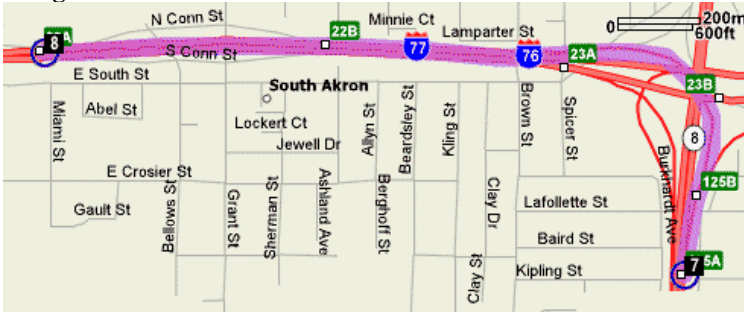 N Conn St
Minnie Ct
200m
600ft
8
S Conn St
22B
77
Lamparter St
76
23A
E South St
South Akron
23B
Miami St
Abel St
Lockert Ct
Jewell Dr
Allyn St
Beardsley St
Kling St
Brown St
Spicer St
8
E Crosier St
Gault St
Bellows St
Grant St
Sherman St
Ashland Ave
Berghoff St
Clay Dr
Lafollette St
Burkhardt Ave
125B
Baird St
Clay St
Kipling St
7
5A